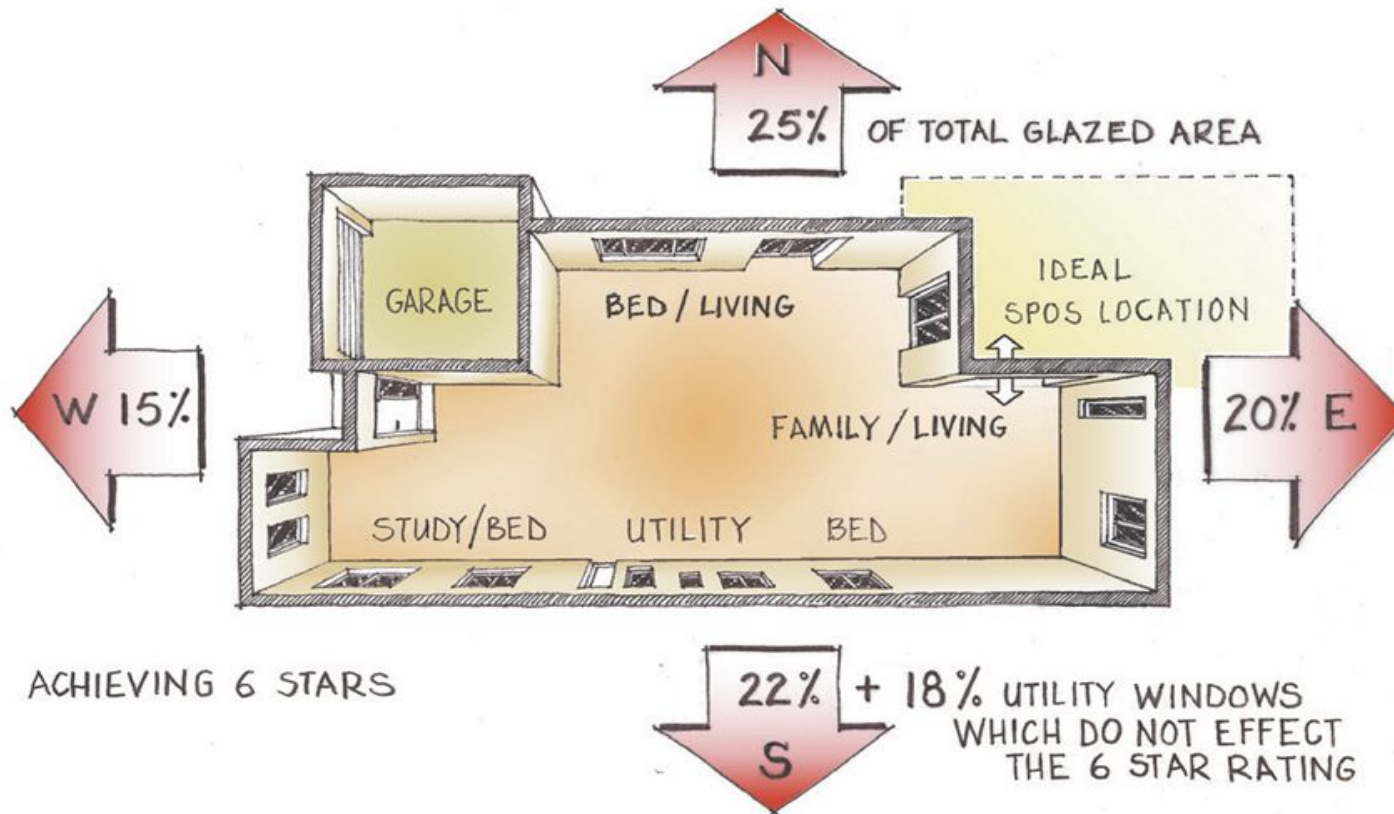 N
25% OF TOTAL GLAZED AREA
GARAGE
BED / LIVING
IDEAL
SPOS LOCATION
W 15%
20% E
FAMILY / LIVING
STUDY/BED UTILITY BED
ACHIEVING 6 STARS
22% + 18% UTILITY WINDOWS
WHICH DO NOT EFFECT
THE 6 STAR RATING
S